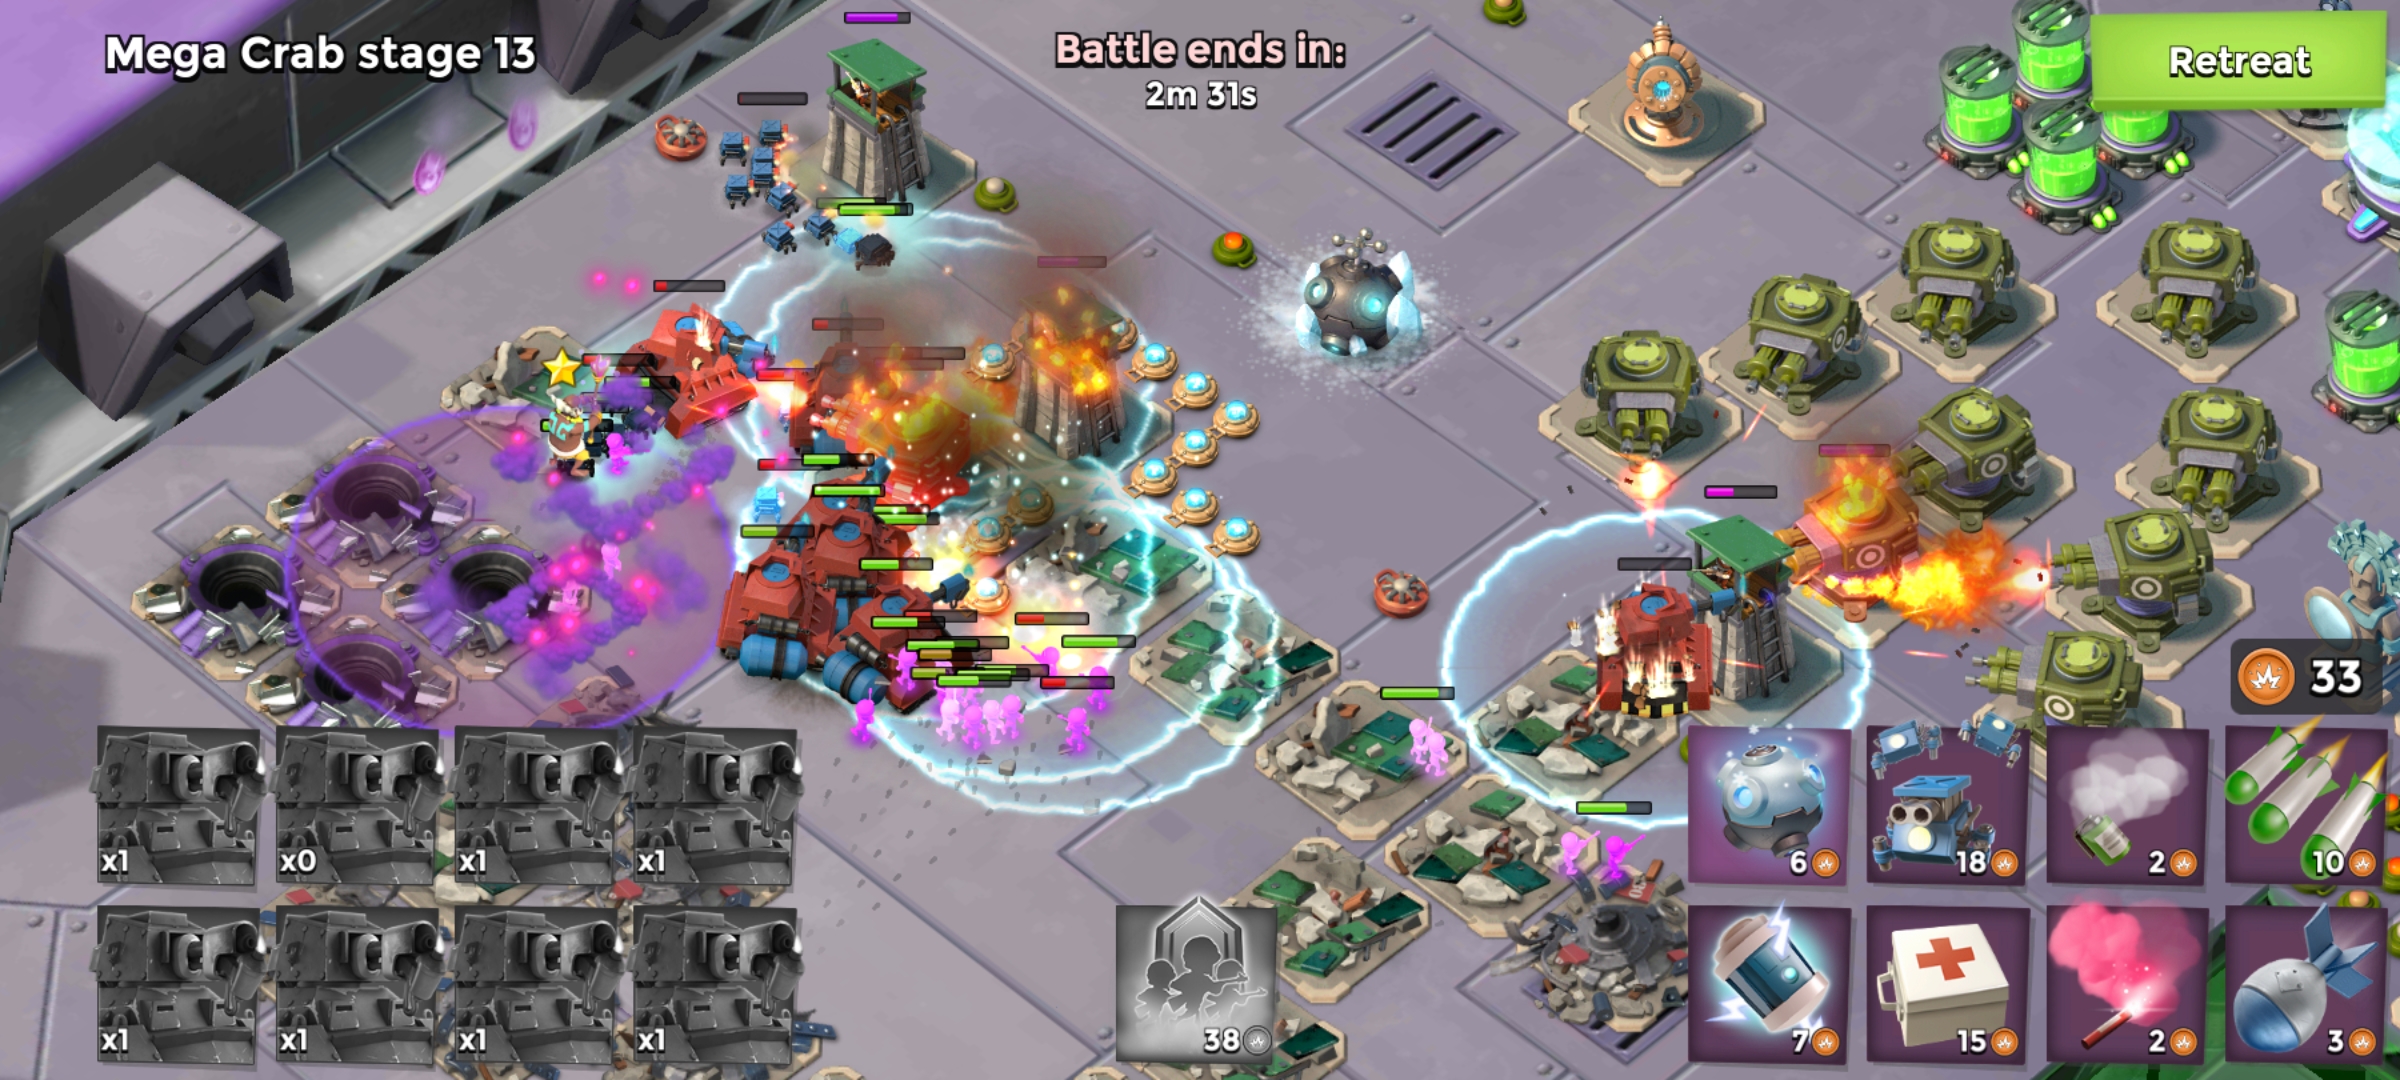 Mega Crab stage 13
Battle ends in:
2m 31s
Retreat
33
x1
x0
x1
x1
6
18
2
10
x1
x1
x1
x1
38
7
15
2
3